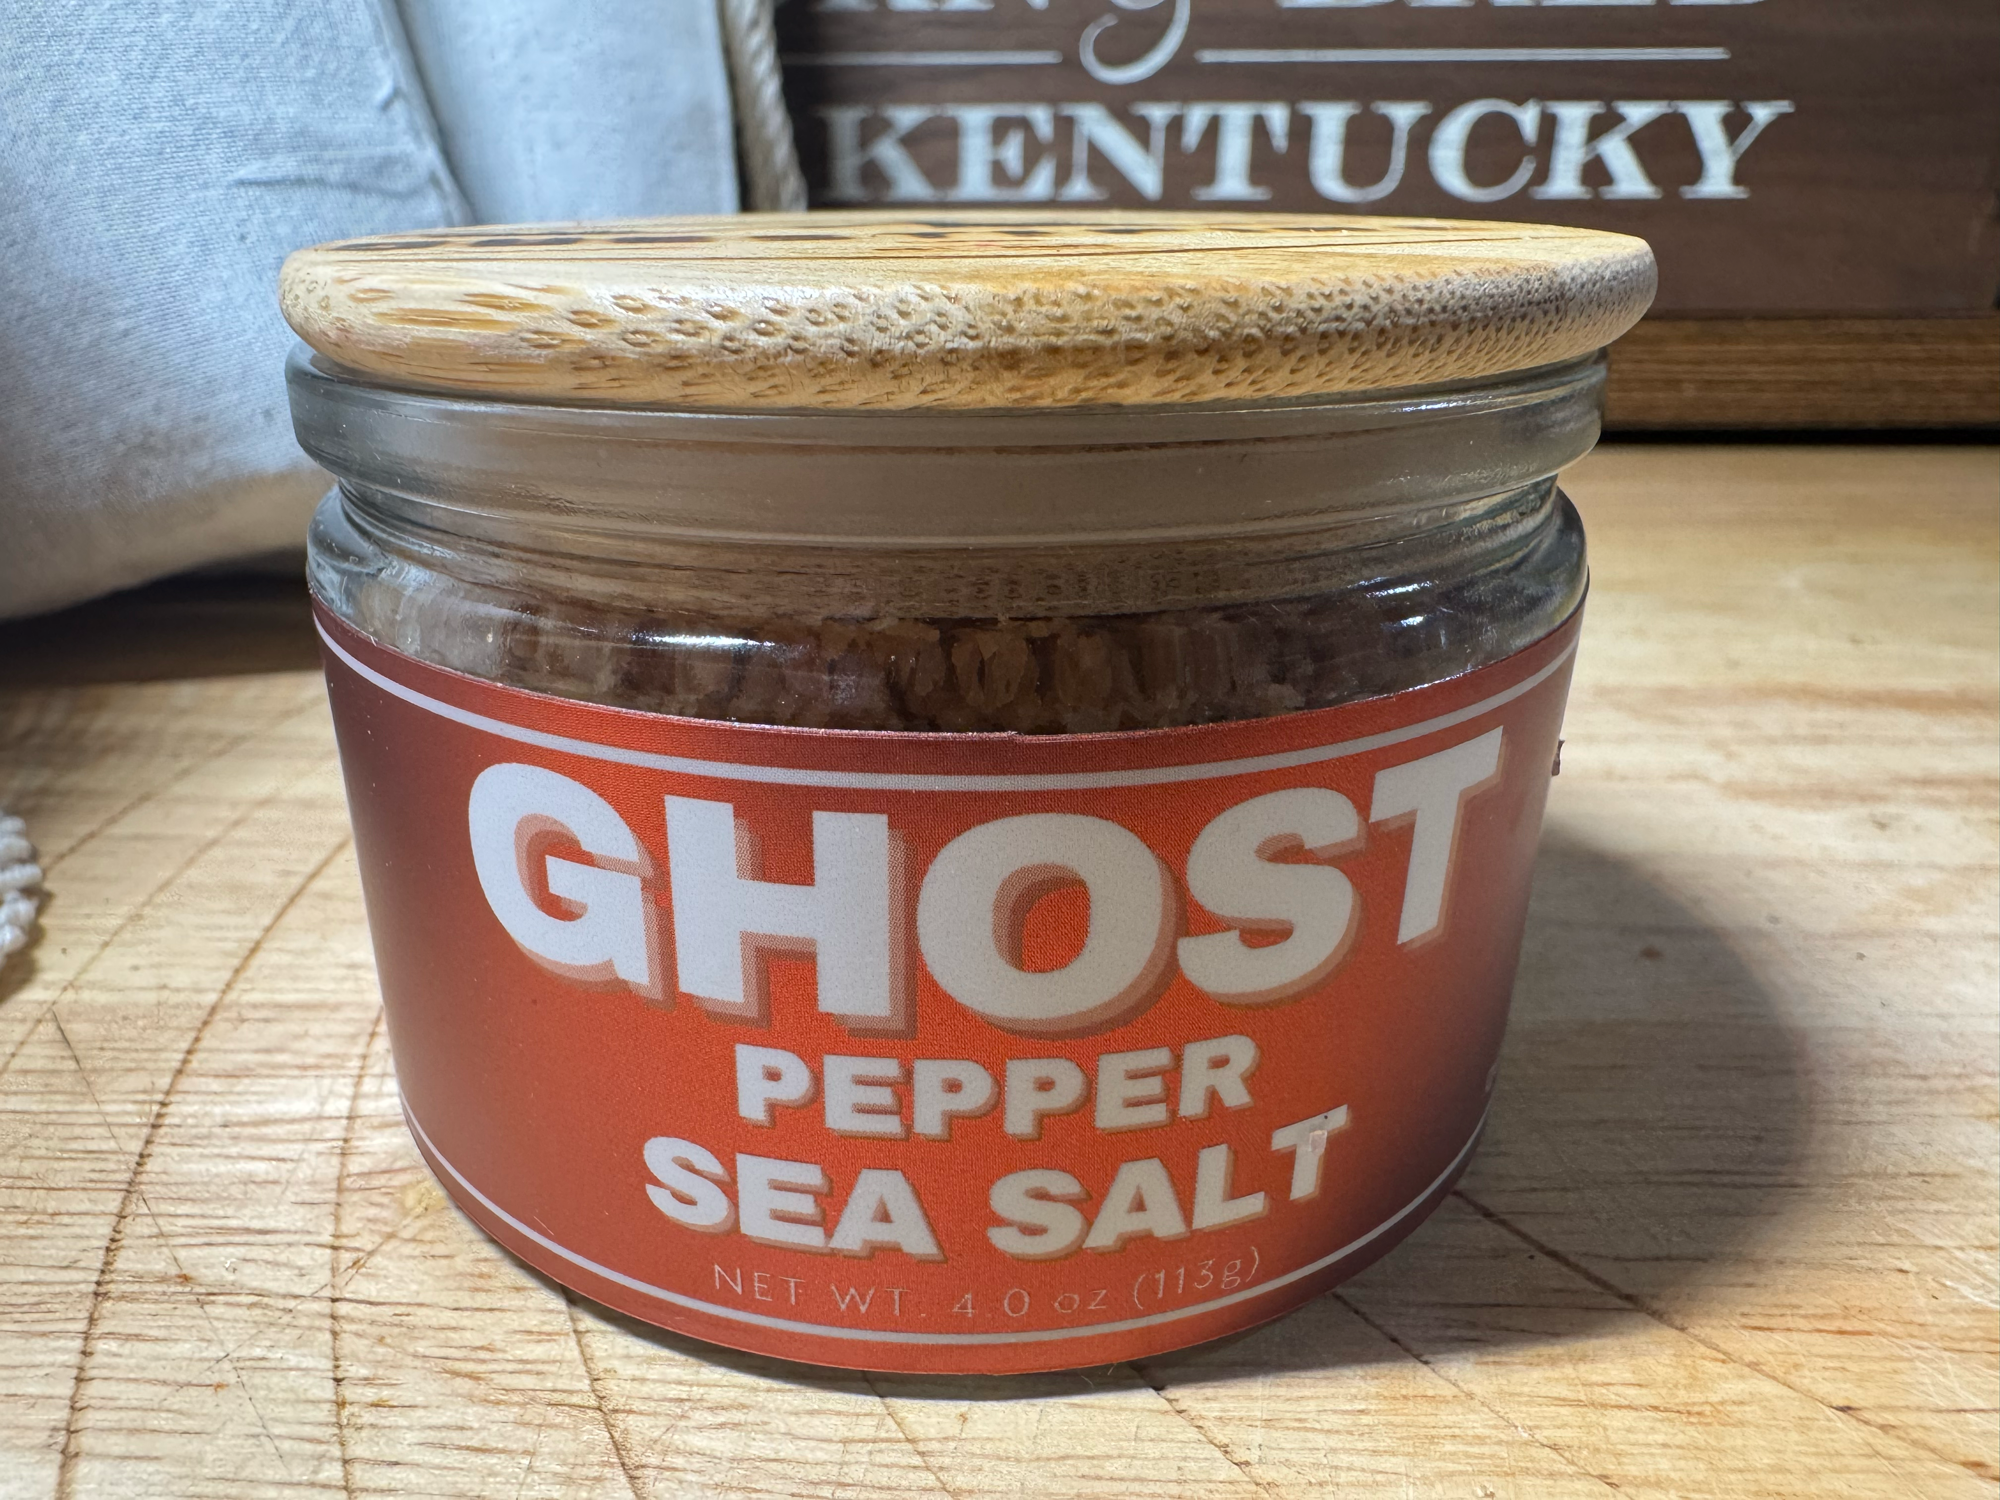 KENTUCKY
GHOST
PEPPER
SEA SALT
NET WT. 4.0 oz (113g)